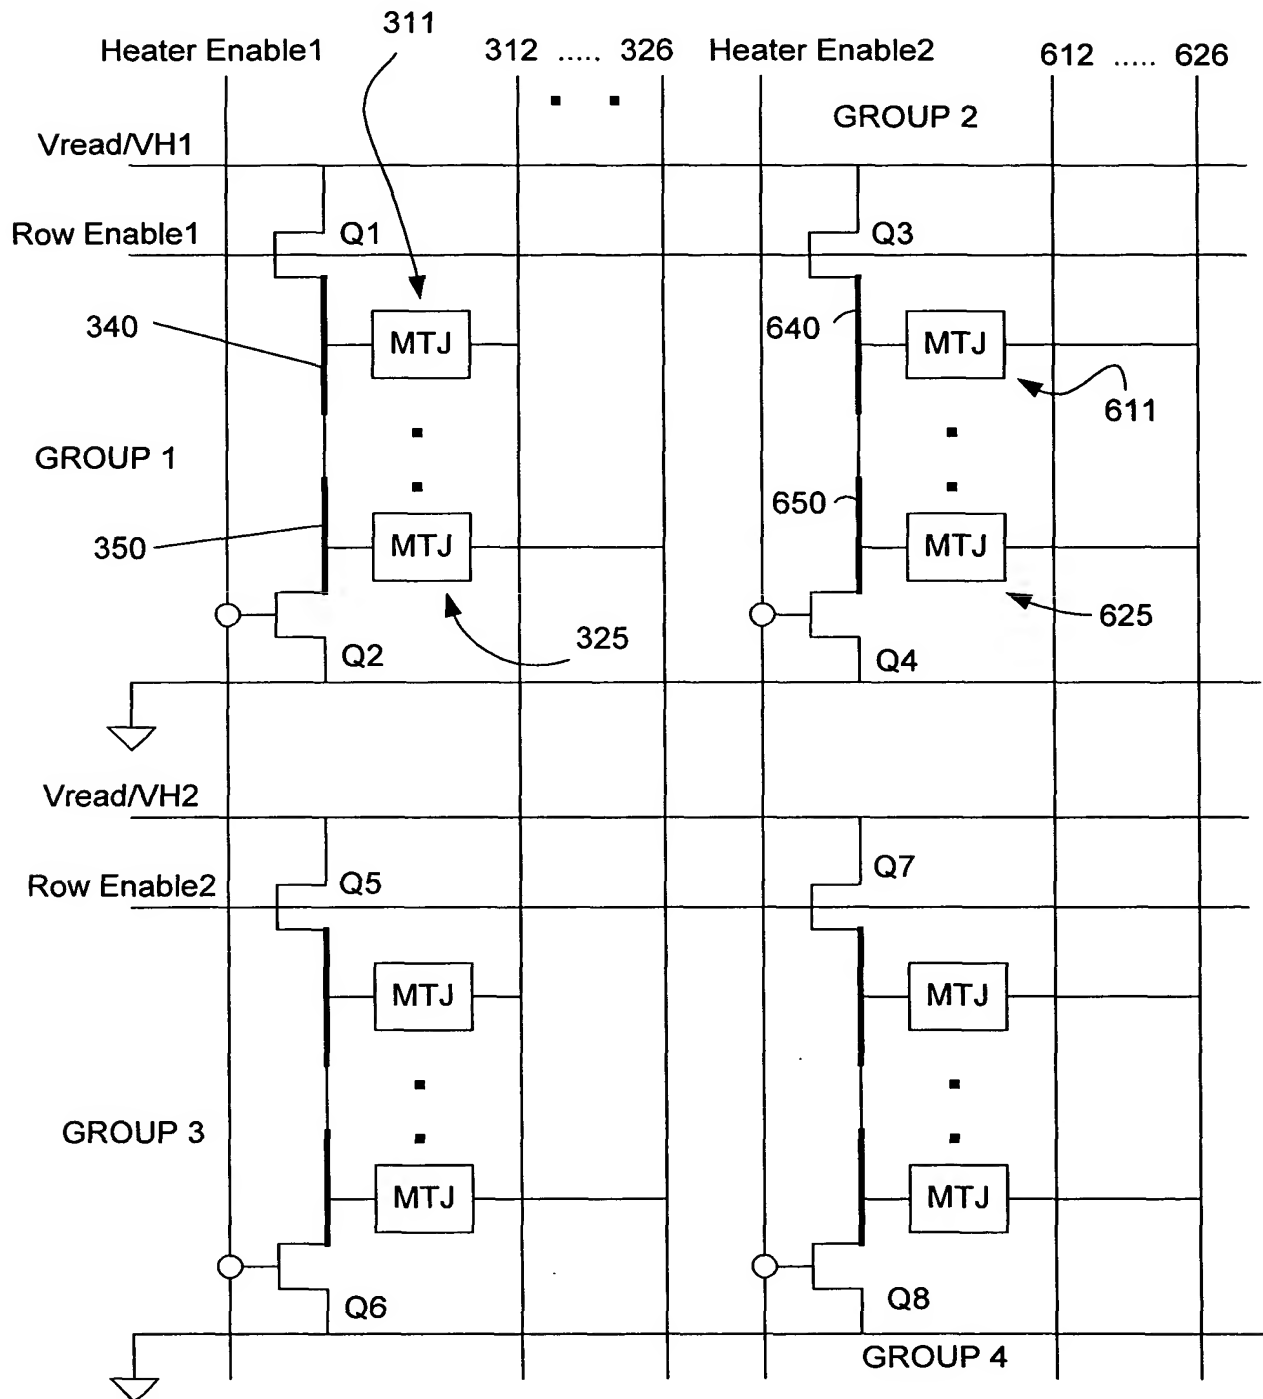 311
Heater Enable1
312 ..... 326
Heater Enable2
612 ..... 626
GROUP 2
Vread/VH1
Row Enable1
Q1
Q3
340
MTJ
640
MTJ
611
GROUP 1
350
MTJ
650
MTJ
325
625
Q2
Q4
Vread/VH2
Row Enable2
Q5
Q7
MTJ
MTJ
GROUP 3
MTJ
MTJ
Q6
Q8
GROUP 4